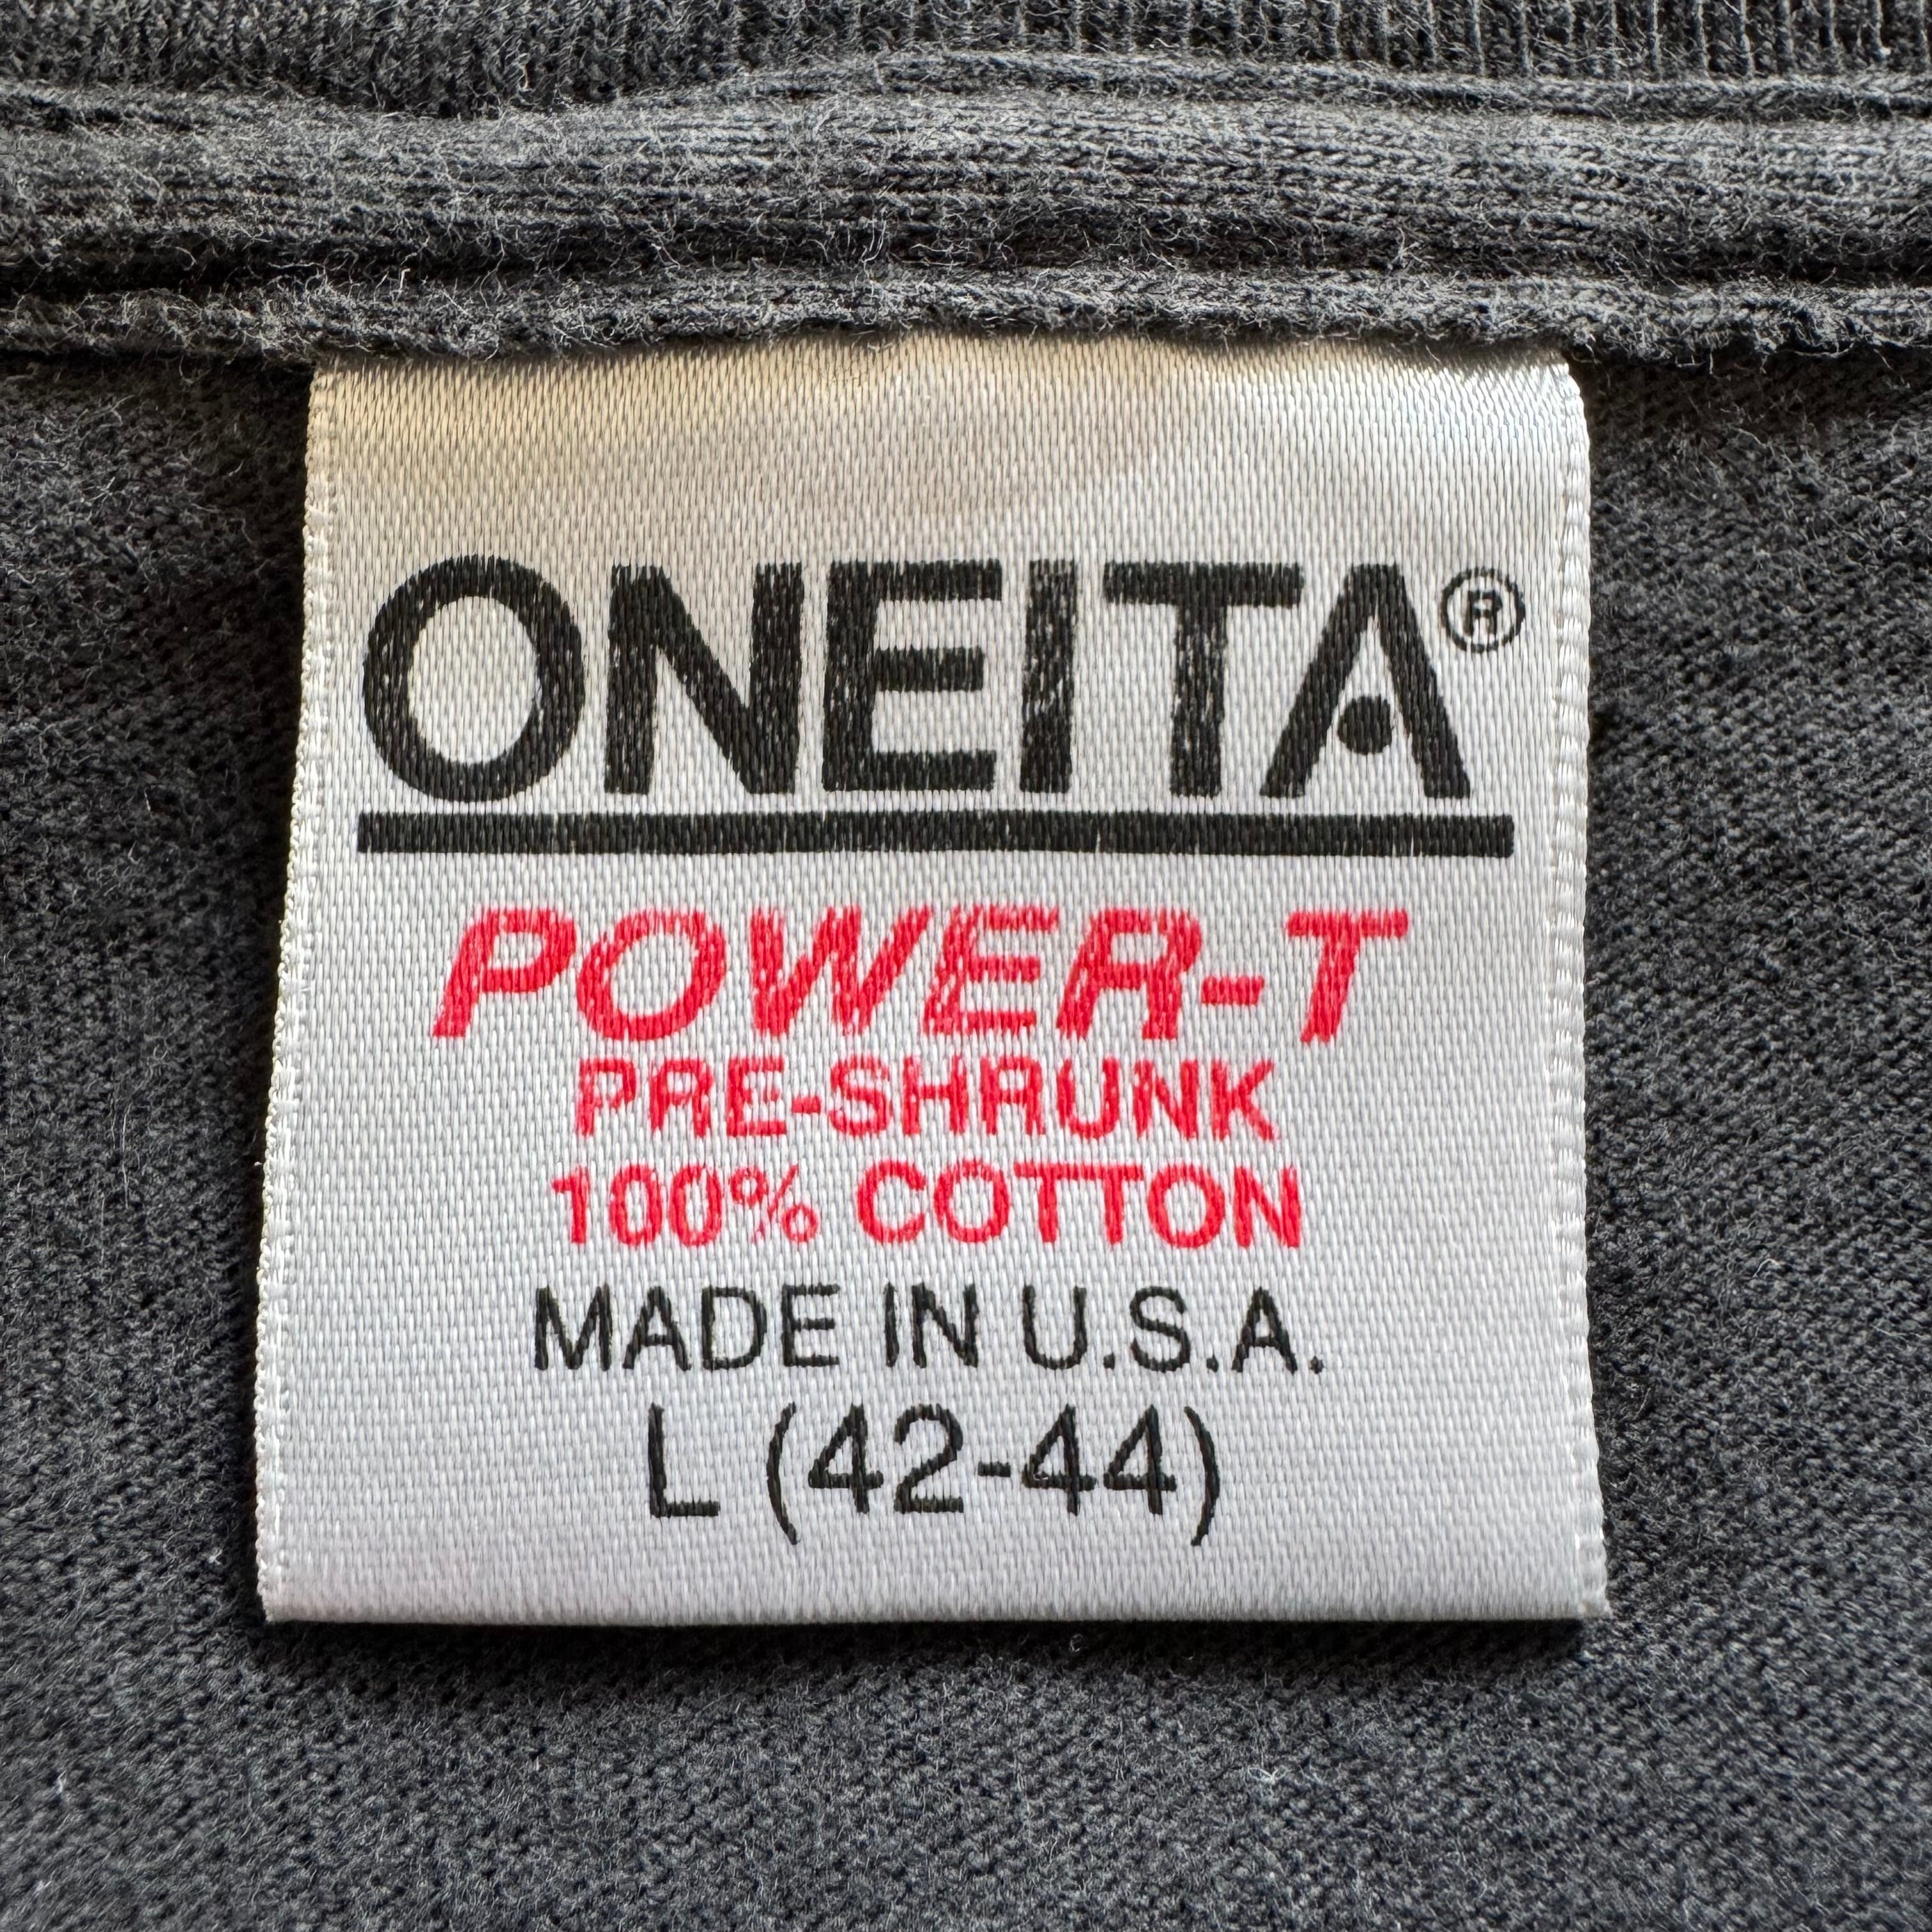 ONEITA®
POWER-T
PRE-SHRUNK
100% COTTON
MADE IN U.S.A.
L (42-44)